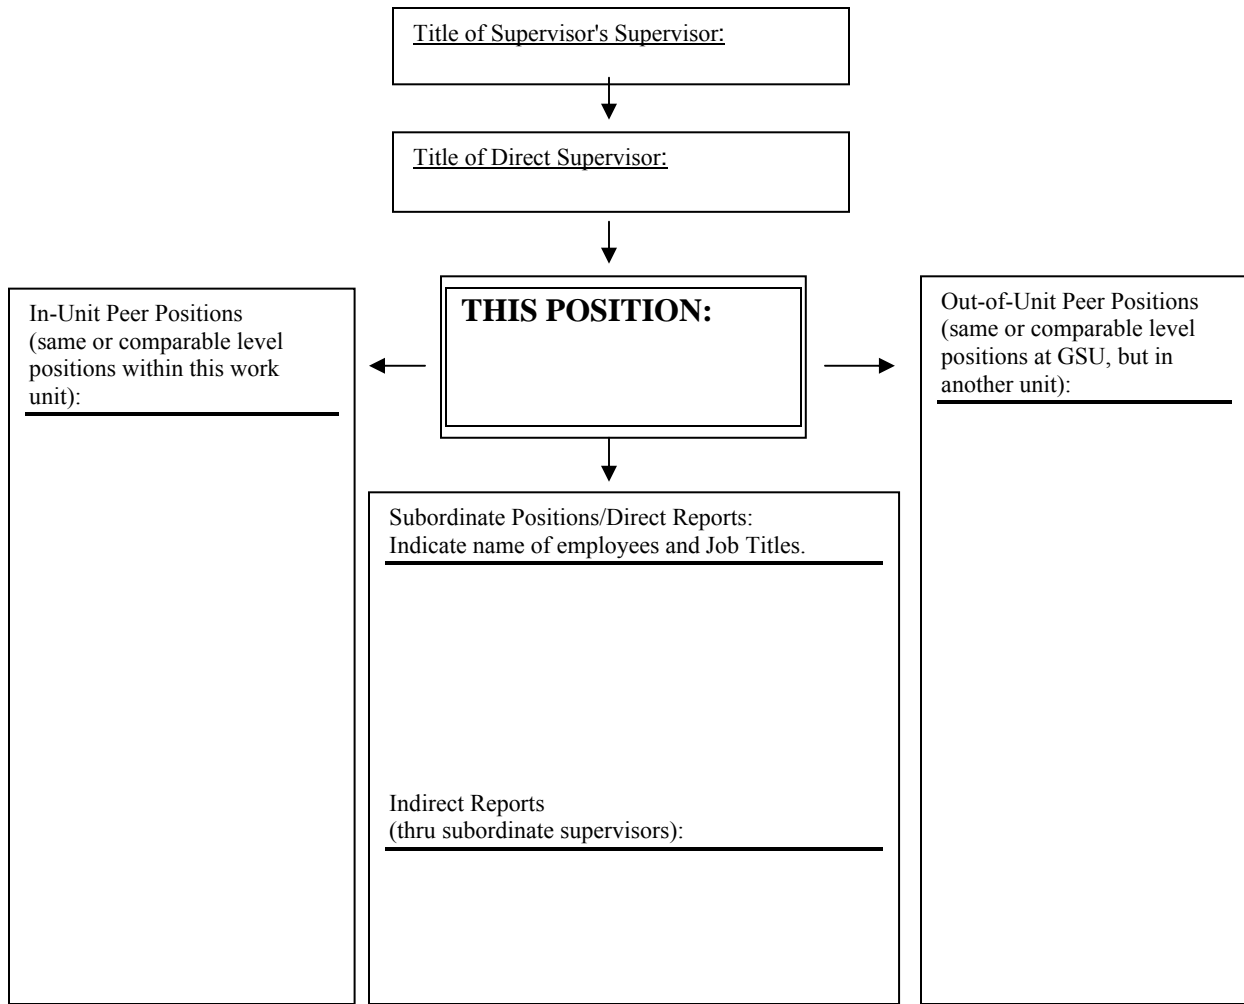 Title of Supervisor's Supervisor:
Title of Direct Supervisor:
THIS POSITION:
In-Unit Peer Positions
(same or comparable level
positions within this work
unit):
Out-of-Unit Peer Positions
(same or comparable level
positions at GSU, but in
another unit):
Subordinate Positions/Direct Reports:
Indicate name of employees and Job Titles.
Indirect Reports
(thru subordinate supervisors):